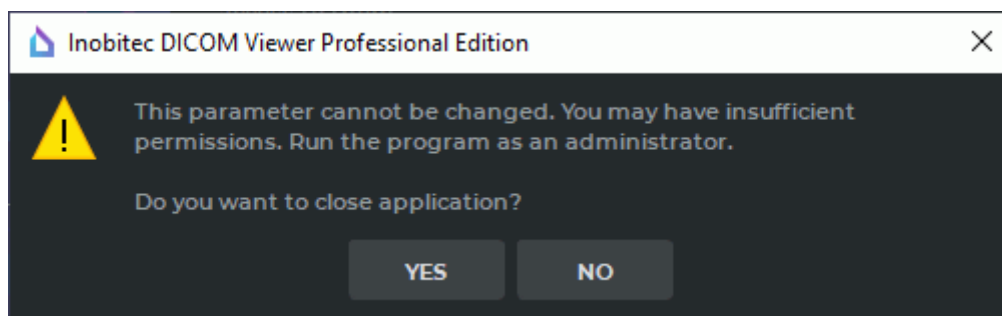 Inobitec DICOM Viewer Professional Edition
This parameter cannot be changed. You may have insufficient
permissions. Run the program as an administrator.
Do you want to close application?
YES
NO